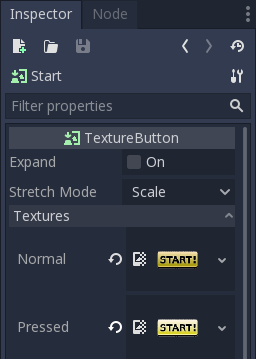 Inspector Node
Start
Filter properties
TextureButton
Expand On
Stretch Mode Scale
Textures
Normal START!
Pressed START!